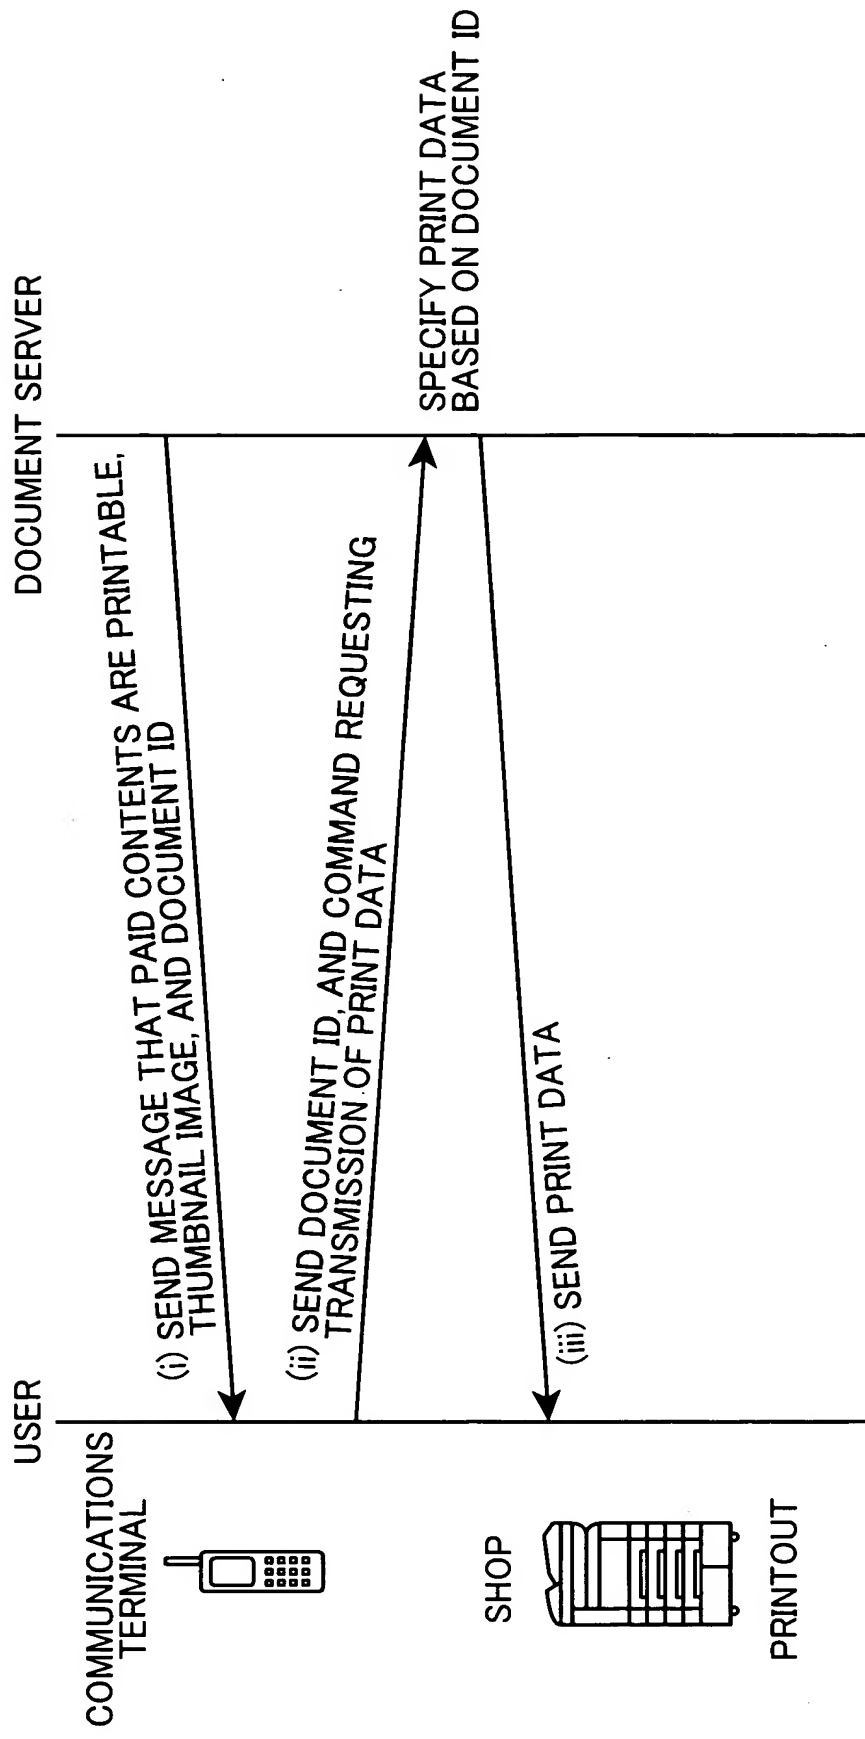 USER
DOCUMENT SERVER
COMMUNICATIONS
TERMINAL
(i) SEND MESSAGE THAT PAID CONTENTS ARE PRINTABLE,
THUMBNAIL IMAGE, AND DOCUMENT ID
(ii) SEND DOCUMENT ID, AND COMMAND REQUESTING
TRANSMISSION OF PRINT DATA
SPECIFY PRINT DATA
BASED ON DOCUMENT ID
SHOP
(iii) SEND PRINT DATA
PRINTOUT